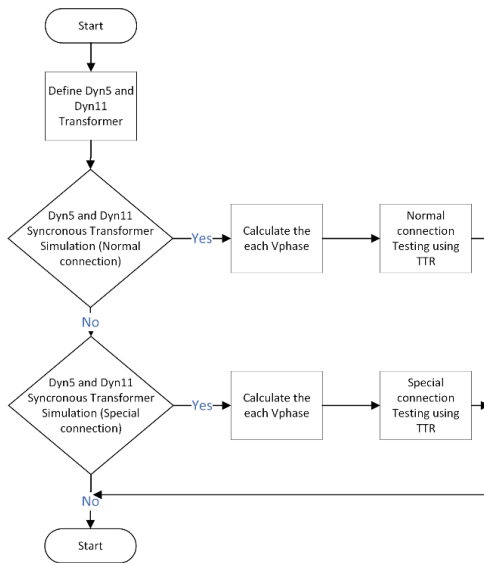 Start
Define Dyn5 and
Dyn11
Transformer
Dyn5 and Dyn11
Syncronous Transformer
Simulation (Normal
connection)
Yes
Calculate the
each Vphase
Normal
connection
Testing using
TTR
No
Dyn5 and Dyn11
Syncronous Transformer
Simulation (Special
connection)
Yes
Calculate the
each Vphase
Special
connection
Testing using
TTR
No
Start